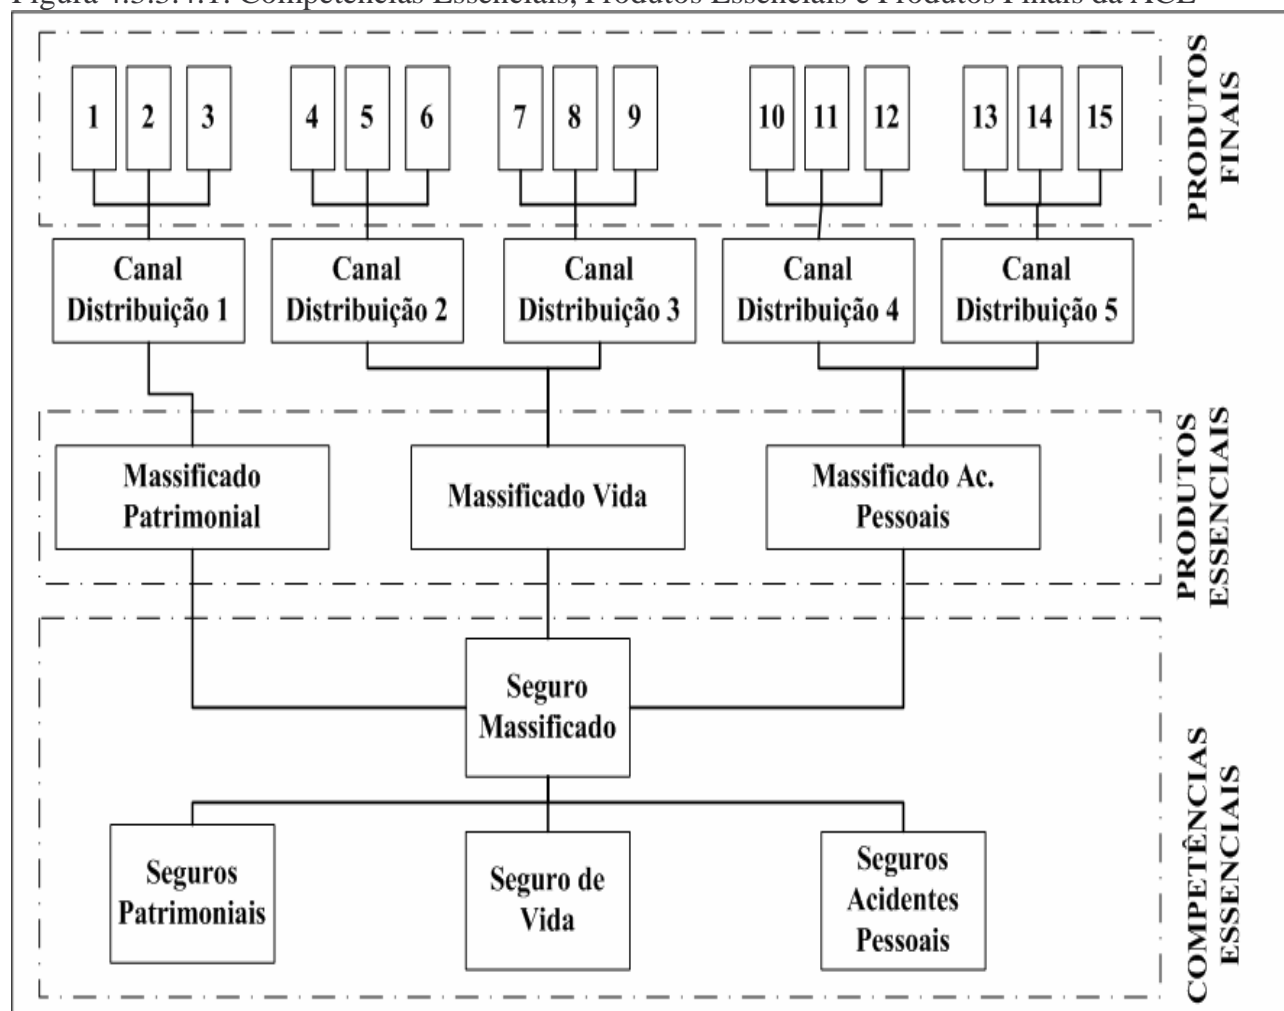 Figura 4.5.5.4.1: Competências Essenciais, Produtos Essenciais e Produtos Finais da ACE
1 2 3 4 5 6 7 8 9 10 11 12 13 14 15
PRODUTOS
FINAIS
Canal
Distribuição 1
Canal
Distribuição 2
Canal
Distribuição 3
Canal
Distribuição 4
Canal
Distribuição 5
Massificado
Patrimonial
Massificado Vida
Massificado Ac.
Pessoais
PRODUTOS
ESSENCIAIS
Seguro
Massificado
Seguros
Patrimoniais
Seguro de
Vida
Seguros
Acidentes
Pessoais
COMPETÊNCIAS
ESSENCIAIS